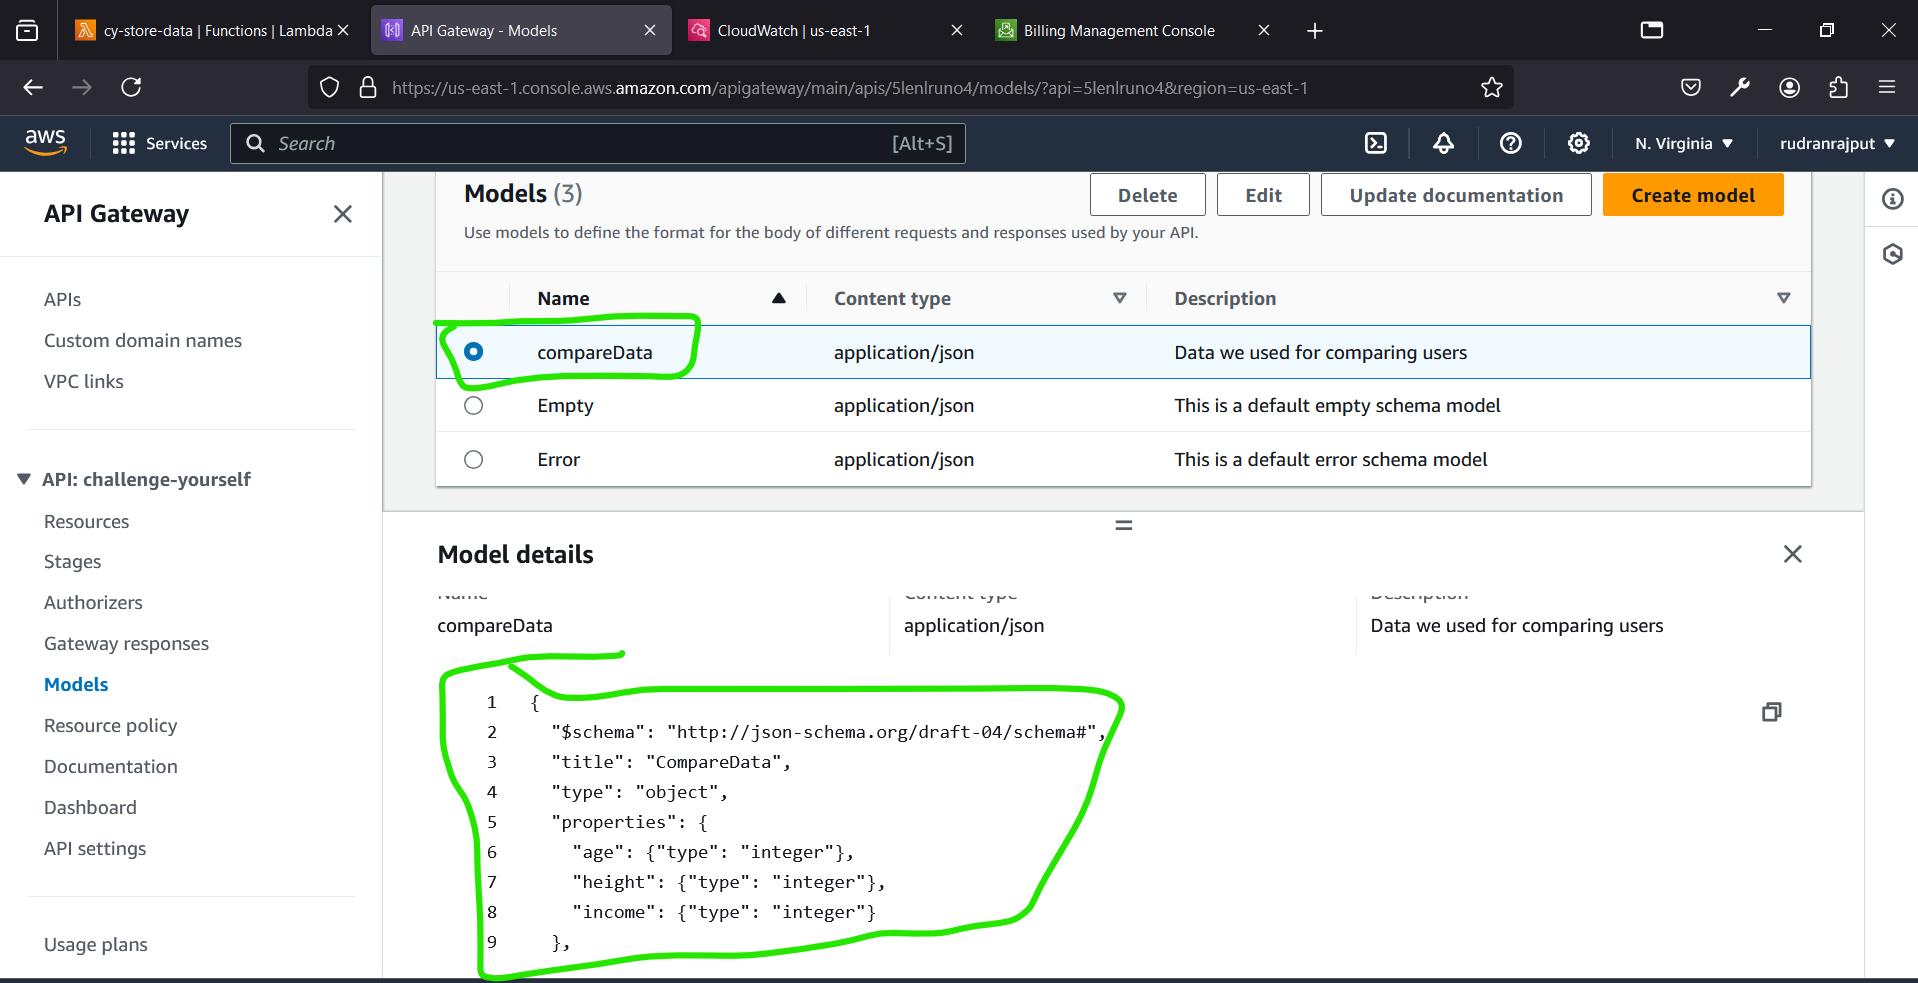 cy-store-data | Functions | Lambda
API Gateway - Models
CloudWatch | us-east-1
Billing Management Console
https://us-east-1.console.aws.amazon.com/apigateway/main/apis/5lenlruno4/models/?api=5lenlruno4&region=us-east-1
aws
Services
Search
[Alt+S]
N. Virginia
rudranrajput
API Gateway
APIs
Custom domain names
VPC links
API: challenge-yourself
Resources
Stages
Authorizers
Gateway responses
Models
Resource policy
Documentation
Dashboard
API settings
Usage plans
Models (3)
Delete
Edit
Update documentation
Create model
Use models to define the format for the body of different requests and responses used by your API.
Name Content type Description
compareData application/json Data we used for comparing users
Empty application/json This is a default empty schema model
Error application/json This is a default error schema model
Model details
Name Content type Description
compareData application/json Data we used for comparing users
1 {
2 "$schema": "http://json-schema.org/draft-04/schema#",
3 "title": "CompareData",
4 "type": "object",
5 "properties": {
6 "age": {"type": "integer"},
7 "height": {"type": "integer"},
8 "income": {"type": "integer"}
9 },